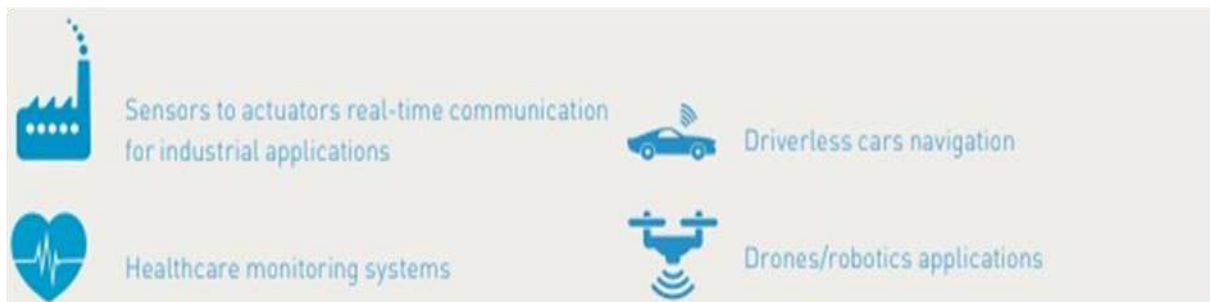 Sensors to actuators real-time communication
for industrial applications
Driverless cars navigation
Healthcare monitoring systems
Drones/robotics applications